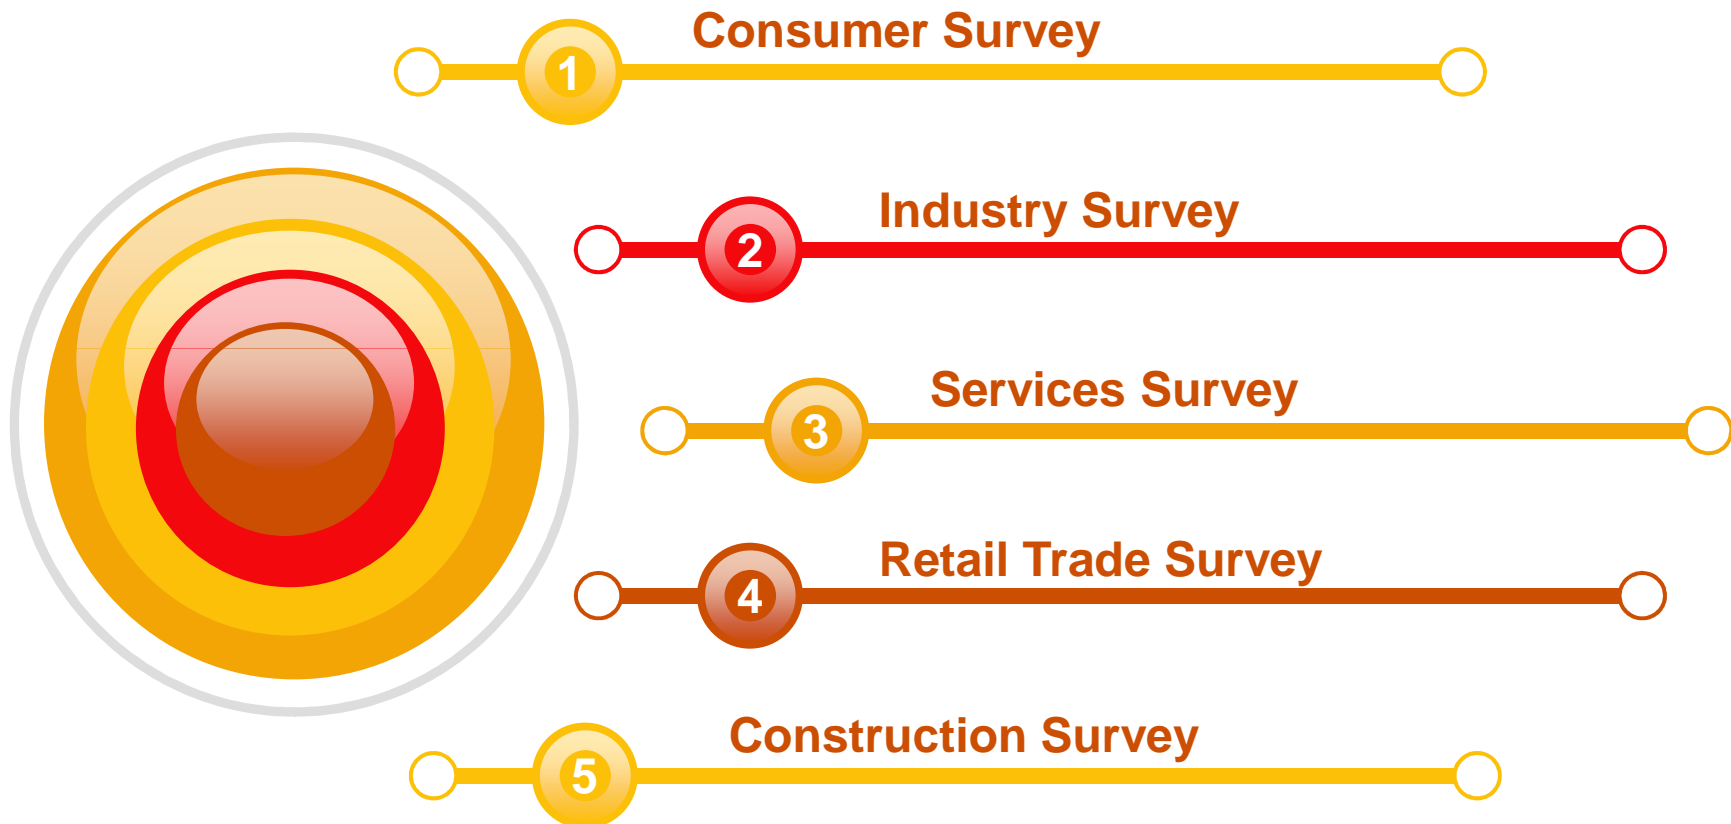 Consumer Survey
1
Industry Survey
2
Services Survey
3
Retail Trade Survey
4
Construction Survey
5